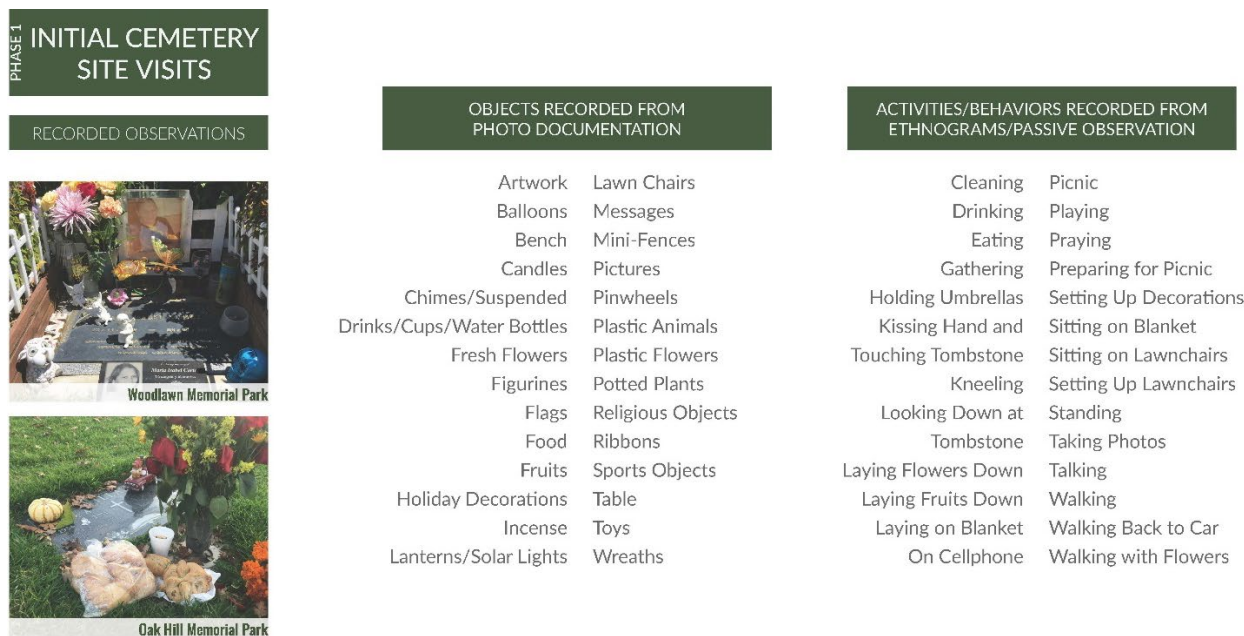 PHASE 1
INITIAL CEMETERY
SITE VISITS
RECORDED OBSERVATIONS
Woodlawn Memorial Park
Oak Hill Memorial Park
OBJECTS RECORDED FROM
PHOTO DOCUMENTATION
Artwork
Balloons
Bench
Candles
Chimes/Suspended
Drinks/Cups/Water Bottles
Fresh Flowers
Figurines
Flags
Food
Fruits
Holiday Decorations
Incense
Lanterns/Solar Lights
Lawn Chairs
Messages
Mini-Fences
Pictures
Pinwheels
Plastic Animals
Plastic Flowers
Potted Plants
Religious Objects
Ribbons
Sports Objects
Table
Toys
Wreaths
ACTIVITIES/BEHAVIORS RECORDED FROM
ETHNOGRAMS/PASSIVE OBSERVATION
Cleaning
Drinking
Eating
Gathering
Holding Umbrellas
Kissing Hand and
Touching Tombstone
Kneeling
Looking Down at
Tombstone
Laying Flowers Down
Laying Fruits Down
Laying on Blanket
On Cellphone
Picnic
Playing
Praying
Preparing for Picnic
Setting Up Decorations
Sitting on Blanket
Sitting on Lawnchairs
Setting Up Lawnchairs
Standing
Taking Photos
Talking
Walking
Walking Back to Car
Walking with Flowers